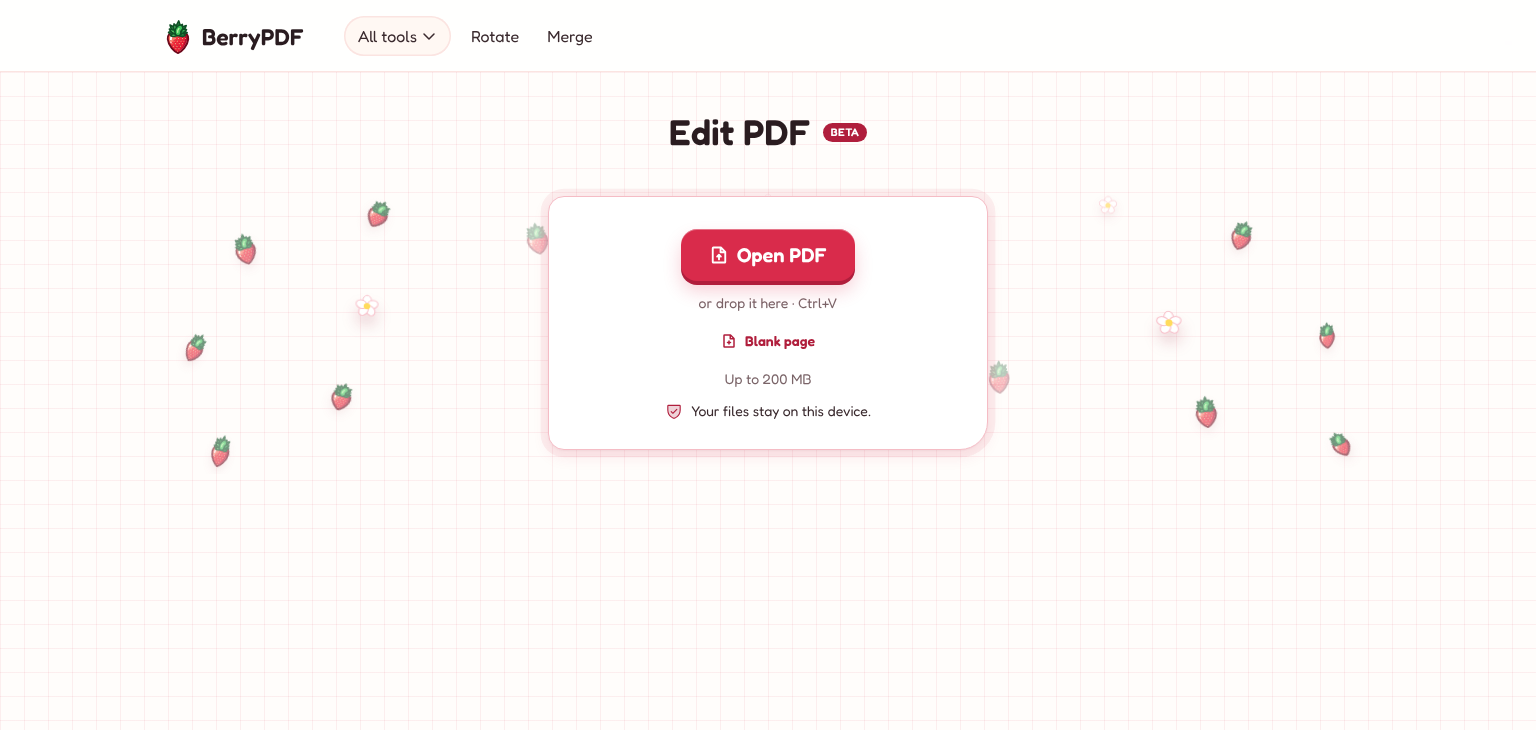 BerryPDF
All tools
Rotate
Merge
Edit PDF
BETA
Open PDF
or drop it here · Ctrl+V
Blank page
Up to 200 MB
Your files stay on this device.